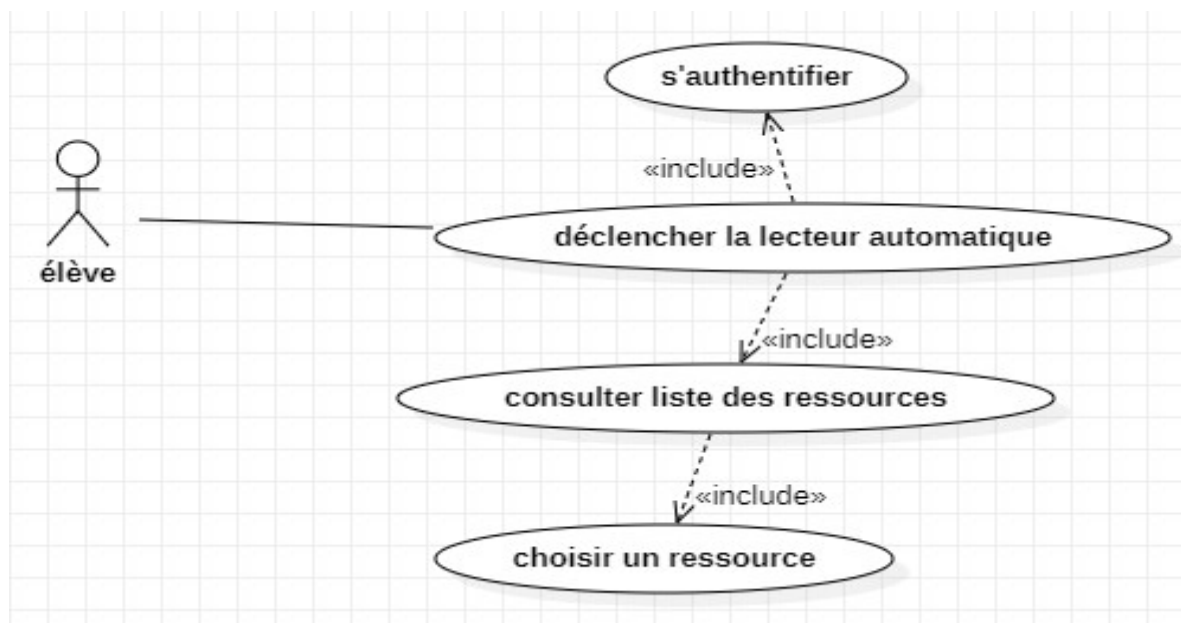 s'authentifier
«include»
déclencher la lecteur automatique
élève
«include»
consulter liste des ressources
«include»
choisir un ressource